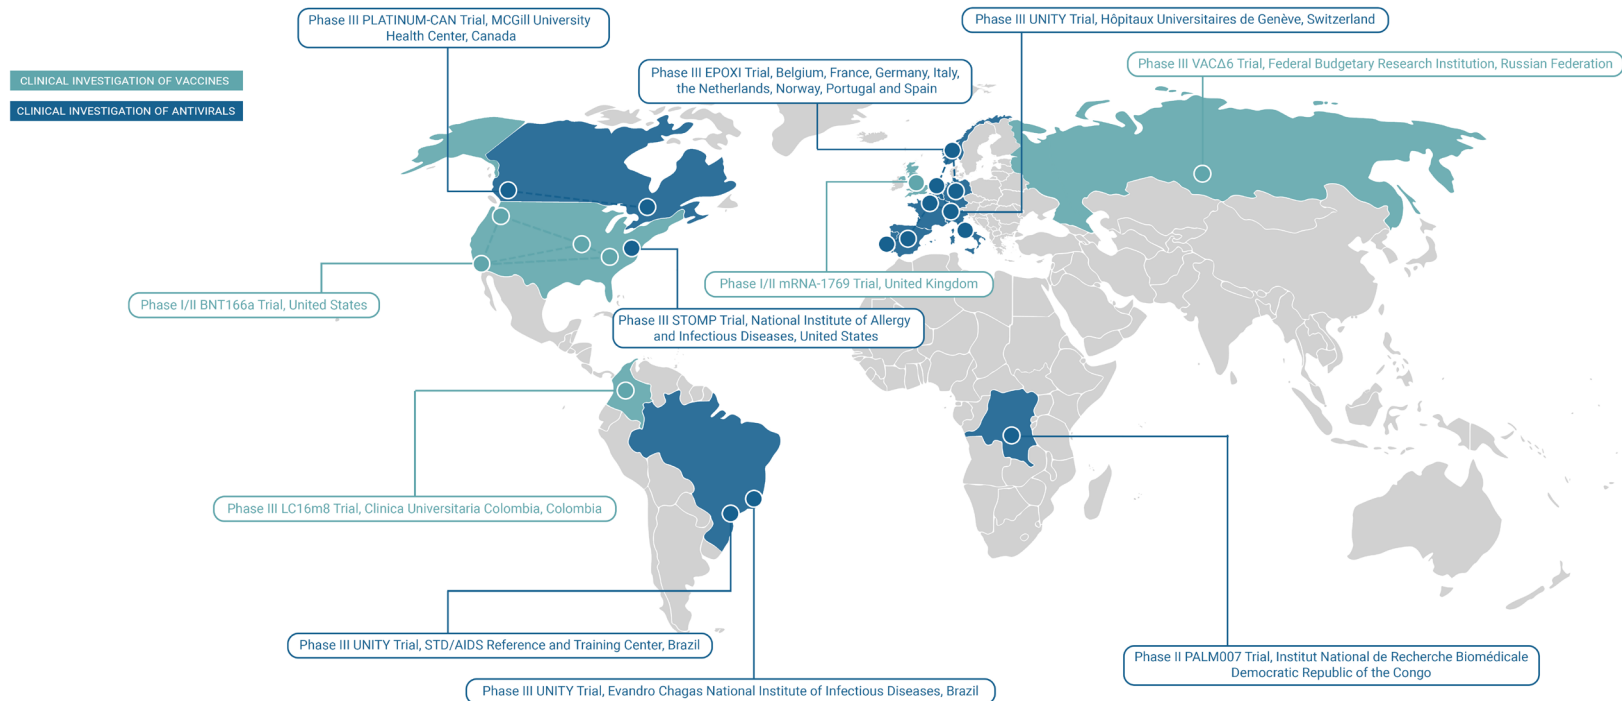 Phase III PLATINUM-CAN Trial, MCGill University
Health Center, Canada
Phase III UNITY Trial, Hôpitaux Universitaires de Genève, Switzerland
Phase III EPOXI Trial, Belgium, France, Germany, Italy,
the Netherlands, Norway, Portugal and Spain
Phase III VACΔ6 Trial, Federal Budgetary Research Institution, Russian Federation
CLINICAL INVESTIGATION OF VACCINES
CLINICAL INVESTIGATION OF ANTIVIRALS
Phase I/II BNT166a Trial, United States
Phase I/II mRNA-1769 Trial, United Kingdom
Phase III STOMP Trial, National Institute of Allergy
and Infectious Diseases, United States
Phase III LC16m8 Trial, Clinica Universitaria Colombia, Colombia
Phase III UNITY Trial, STD/AIDS Reference and Training Center, Brazil
Phase III UNITY Trial, Evandro Chagas National Institute of Infectious Diseases, Brazil
Phase II PALM007 Trial, Institut National de Recherche Biomédicale
Democratic Republic of the Congo